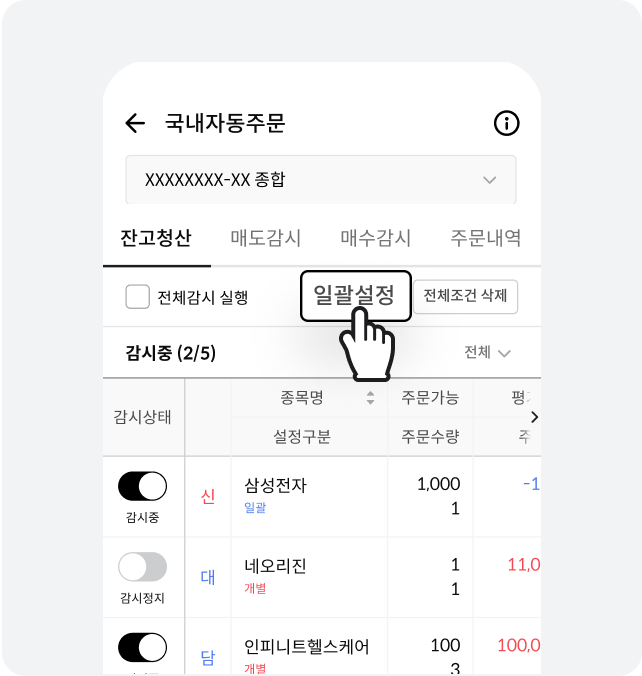 국내자동주문
XXXXXXXX-XX 종합
잔고청산 매도감시 매수감시 주문내역
전체감시 실행 일괄설정 전체조건 삭제
감시중 (2/5) 전체
감시상태 종목명 주문가능
설정구분 주문수량
신 삼성전자 1,000 -1
감시중 일괄 1
대 네오리진 1 11,0
감시정지 개별 1
담 인피니트헬스케어 100 100,0
개별 3